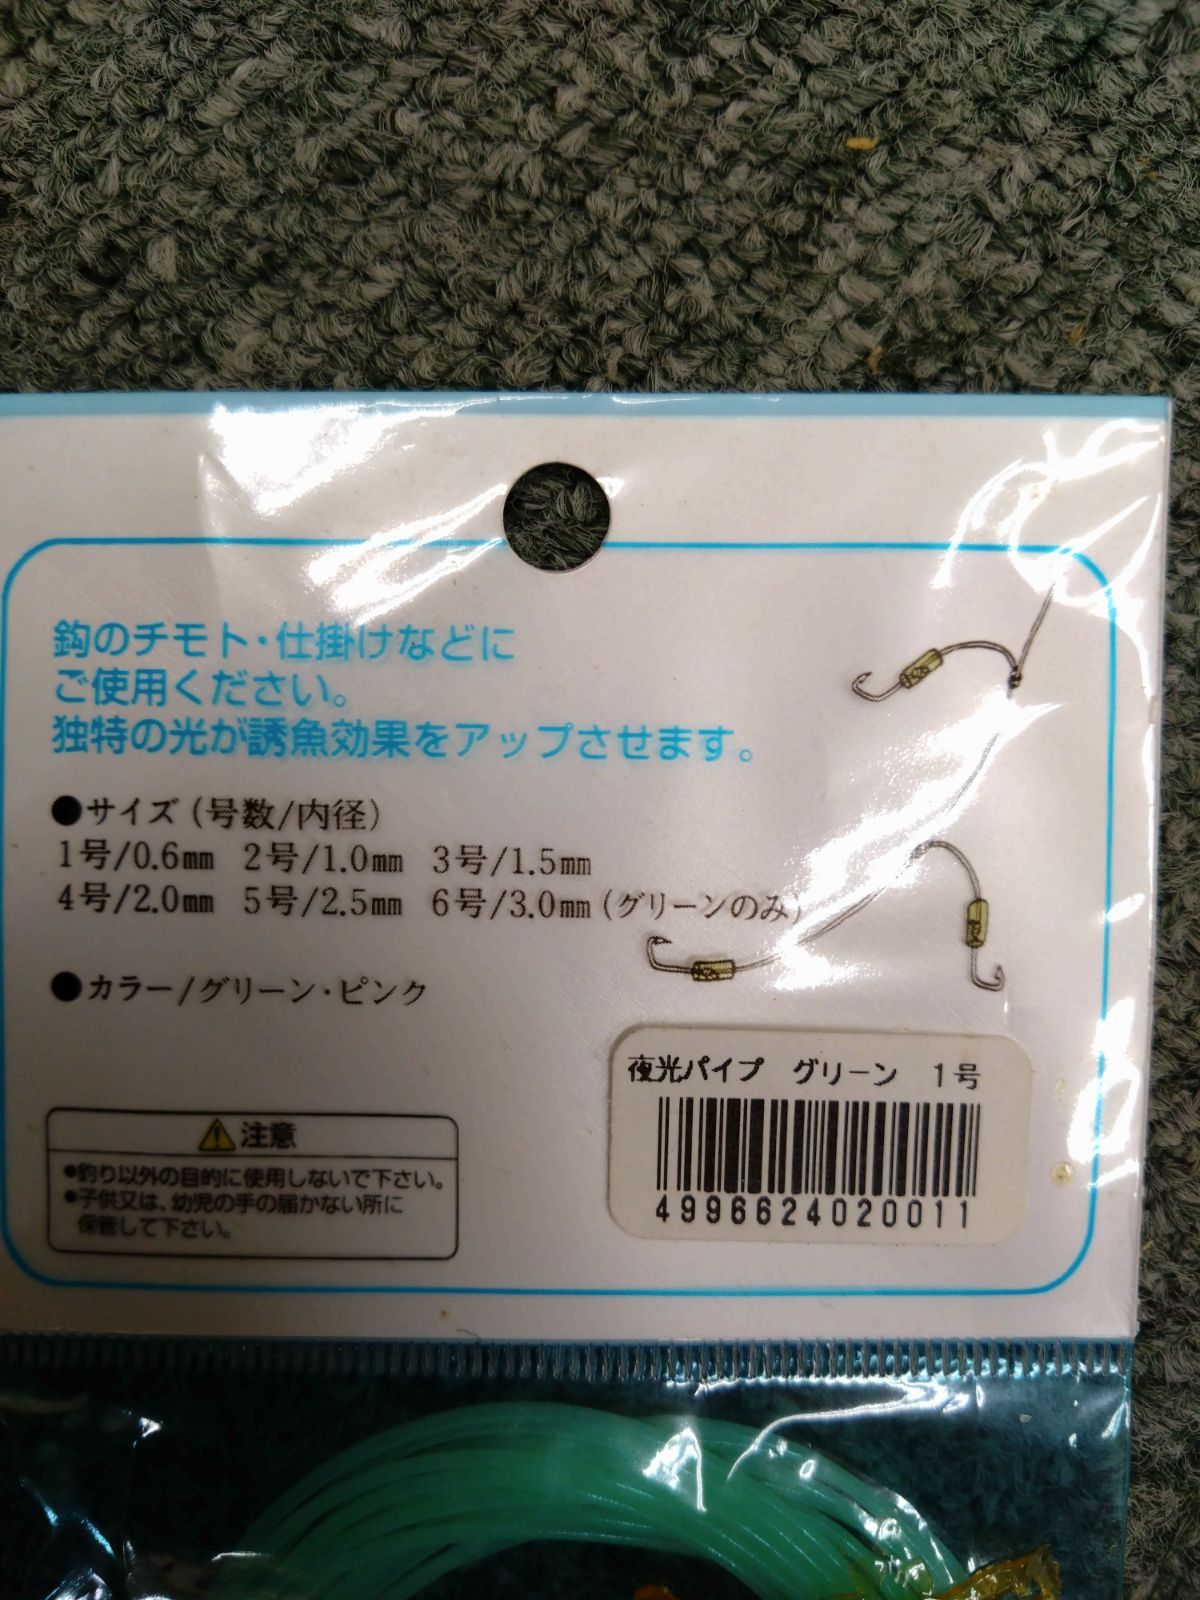 鈎のチモト・仕掛けなどに
ご使用ください。
独特の光が誘魚効果をアップさせます。
●サイズ(号数/内径)
1号/0.6㎜ 2号/1.0㎜ 3号/1.5㎜
4号/2.0㎜ 5号/2.5㎜ 6号/3.0㎜(グリーンのみ)
●カラー/グリーン・ピンク
夜光パイプ グリーン 1号
4996624020011
注意
●釣り以外の目的に使用しないで下さい。
●子供又は、幼児の手の届かない所に
保管して下さい。